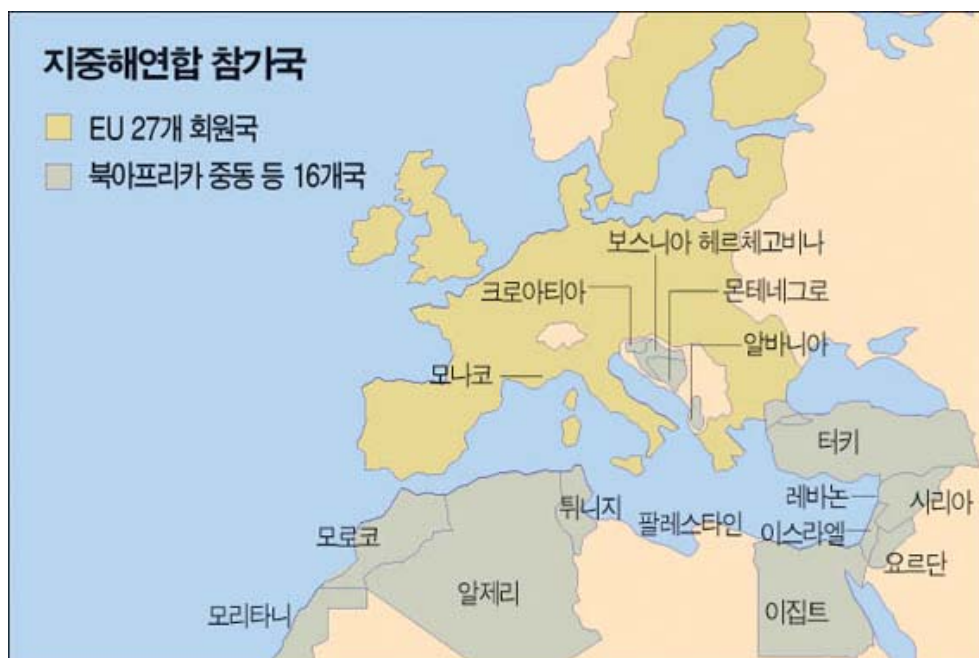 지중해연합 참가국
EU 27개 회원국
북아프리카 중동 등 16개국
보스니아 헤르체고비나
크로아티아
몬테네그로
알바니아
모나코
터키
레바논
시리아
튀니지
팔레스타인
이스라엘
모로코
요르단
알제리
이집트
모리타니